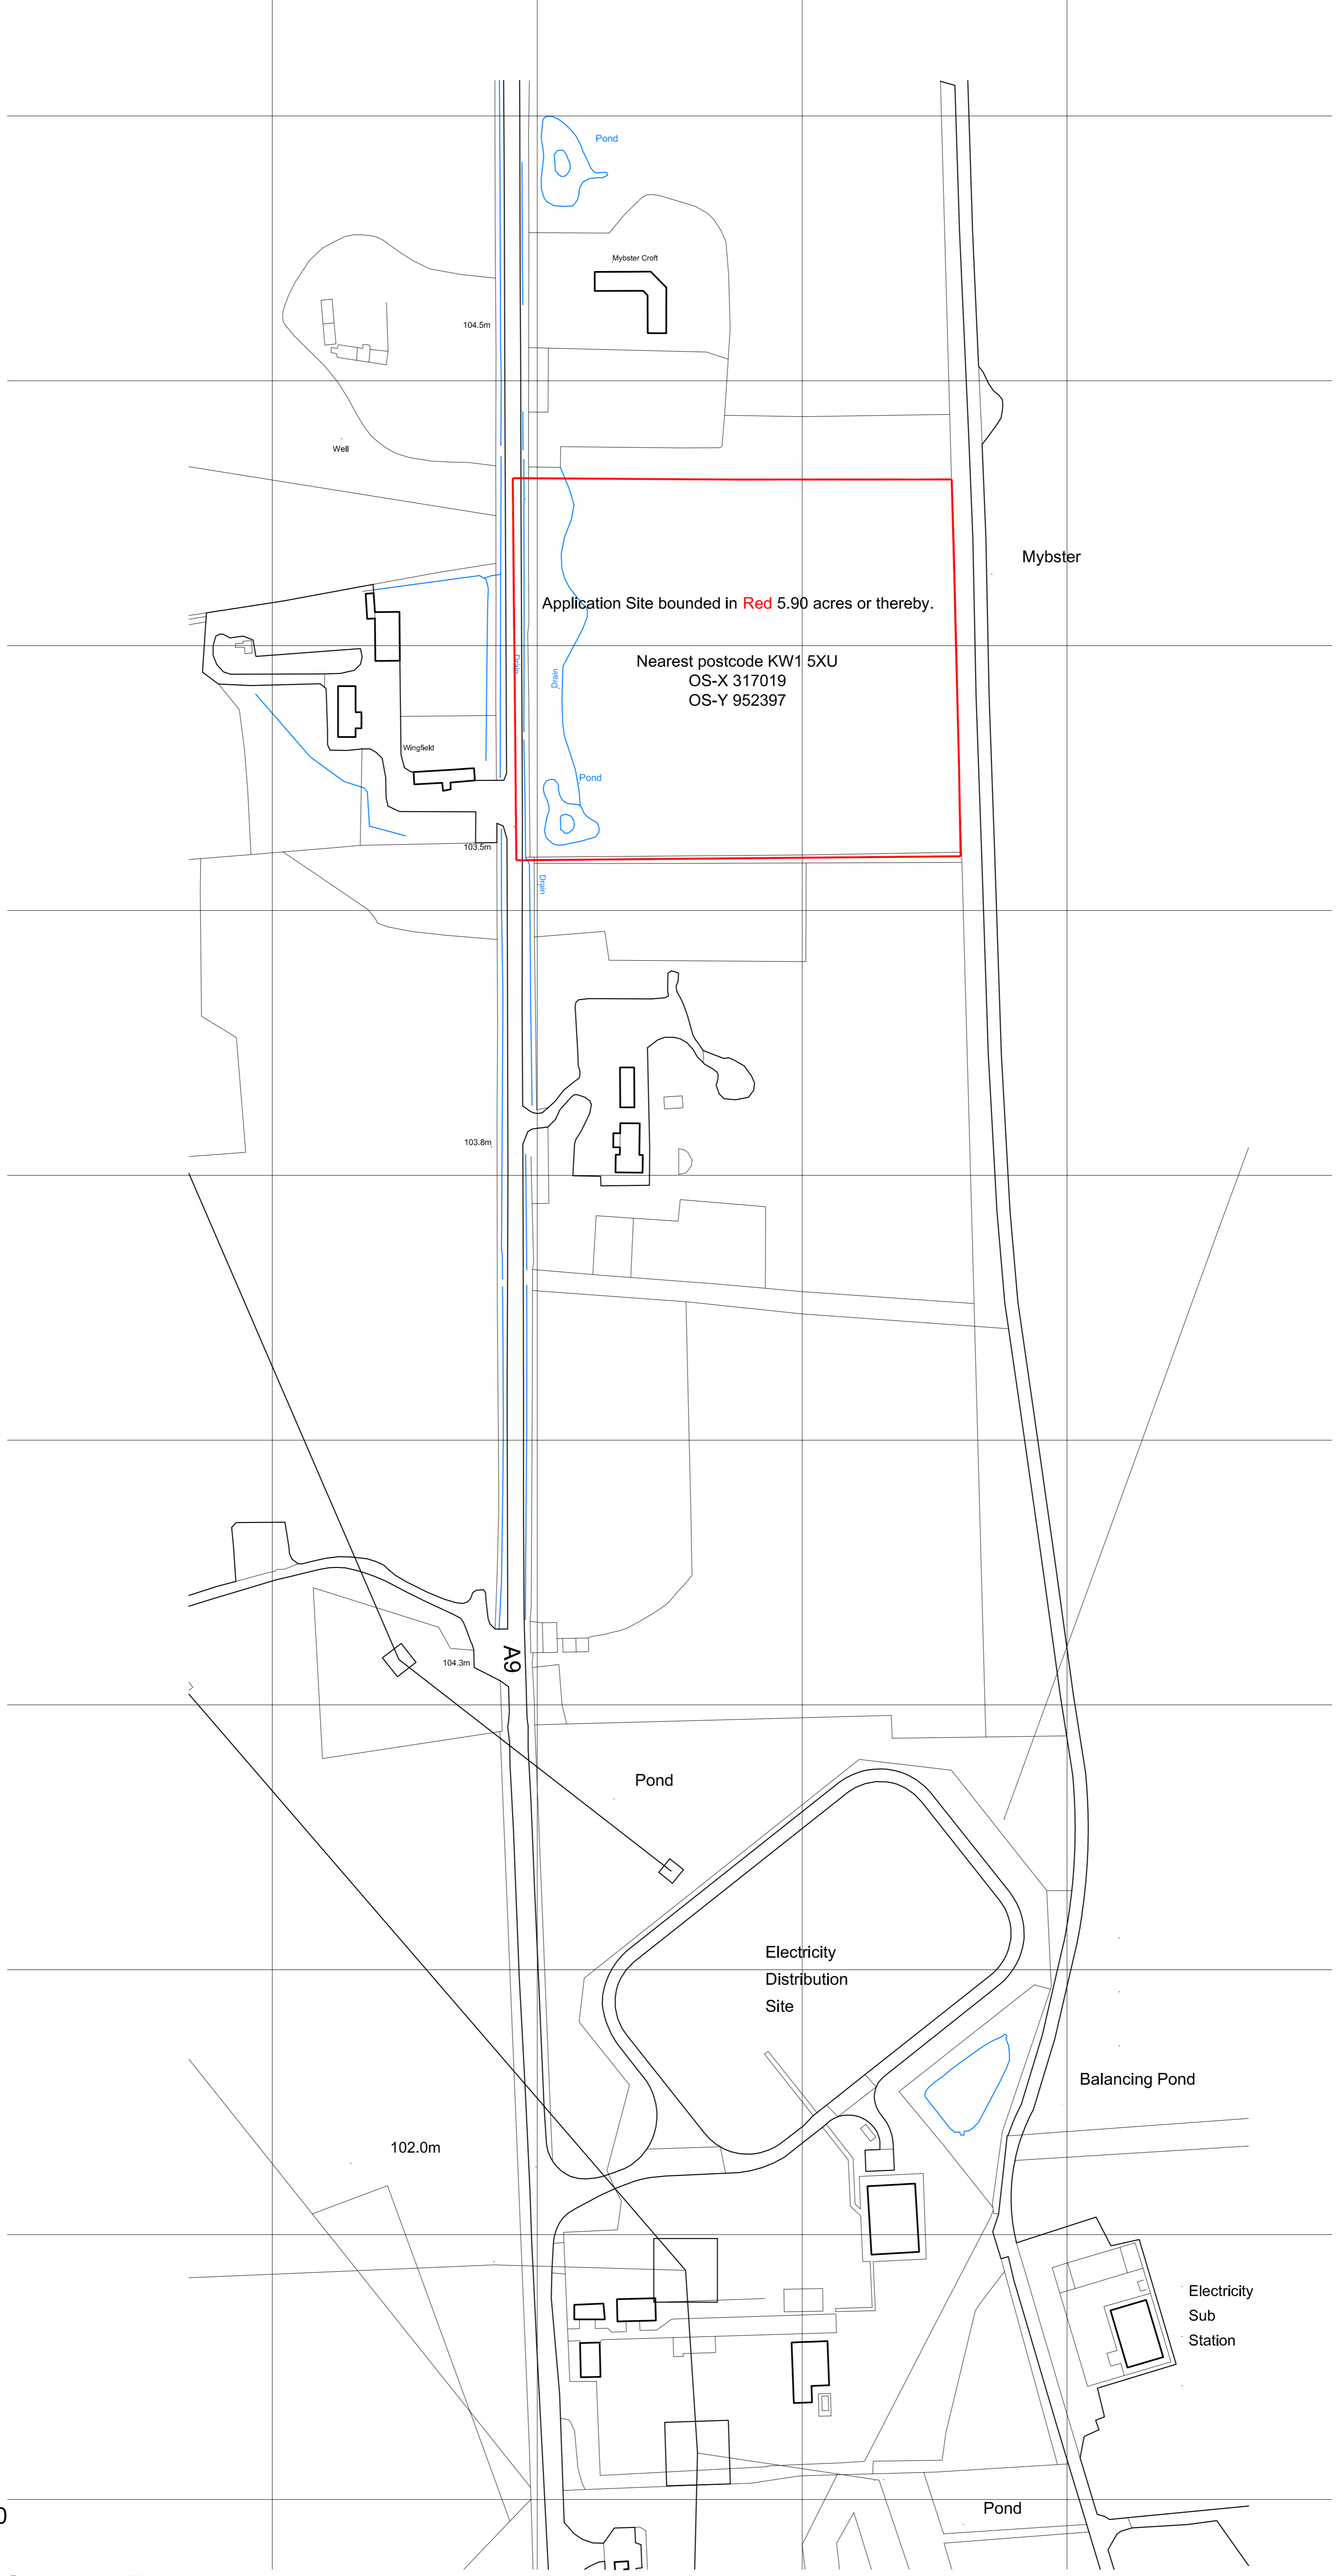 Pond
Mybster Croft
104.5m
Well
Mybster
Application Site bounded in Red 5.90 acres or thereby.
Nearest postcode KW1 5XU
OS-X 317019
OS-Y 952397
Drain
Drain
Wingfield
Pond
103.5m
Drain
103.8m
A9
104.3m
Pond
Electricity
Distribution
Site
Balancing Pond
102.0m
Electricity
Sub
Station
Pond
0